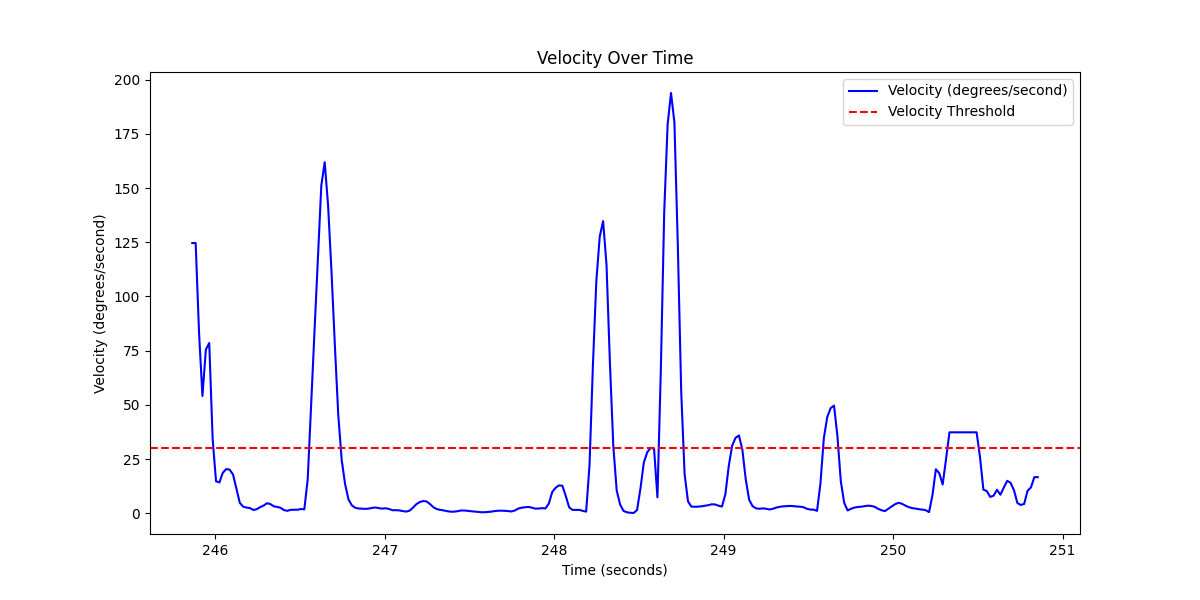 Velocity Over Time
Velocity (degrees/second)
Velocity Threshold
200
175
150
125
100
75
50
25
0
Velocity (degrees/second)
246 247 248 249 250 251
Time (seconds)